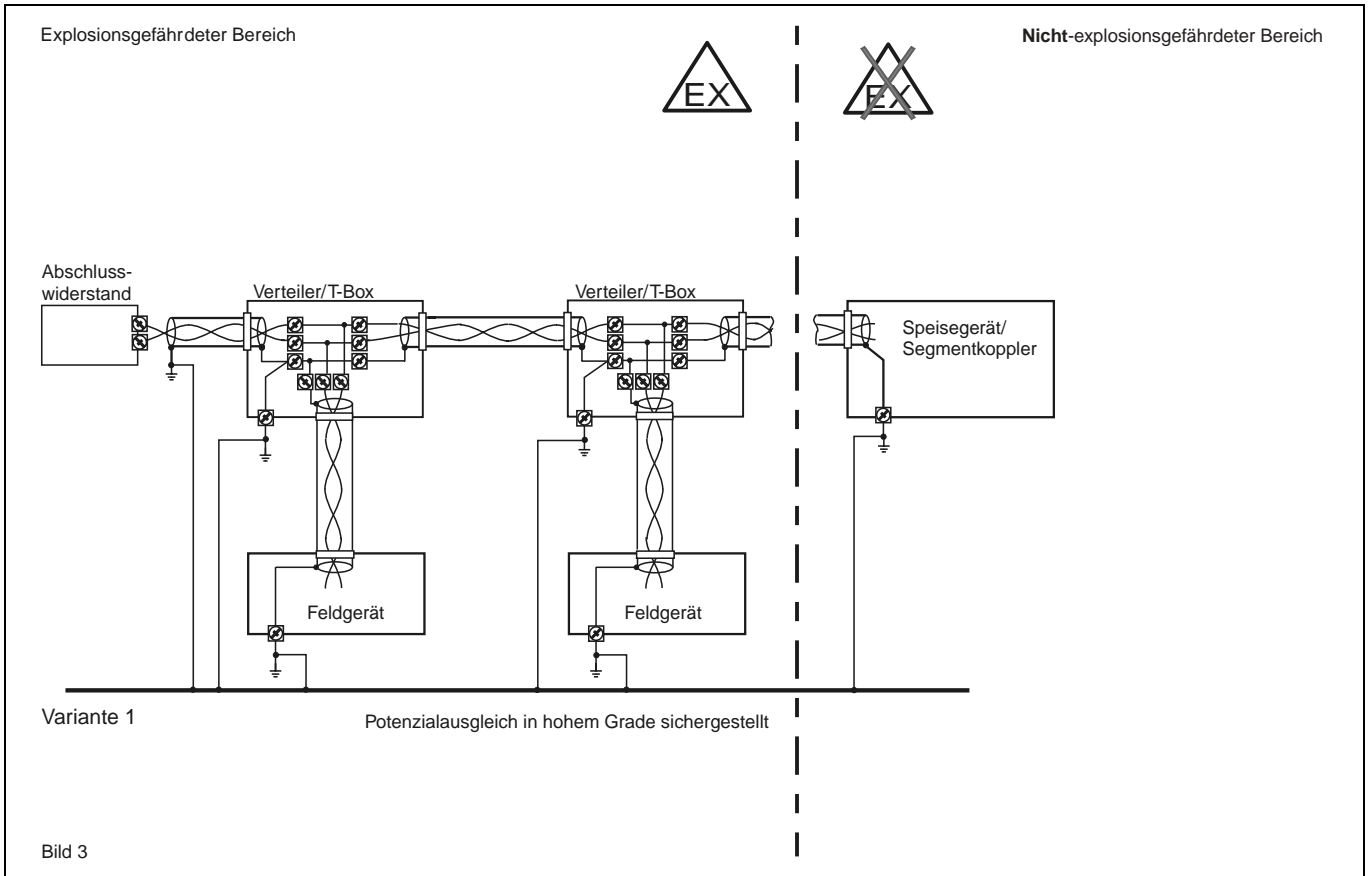 Explosionsgefährdeter Bereich
Nicht-explosionsgefährdeter Bereich
EX
EX
Abschluss-
widerstand
Verteiler/T-Box
Verteiler/T-Box
Speisegerät/
Segmentkoppler
Feldgerät
Feldgerät
Variante 1
Potenzialausgleich in hohem Grade sichergestellt
Bild 3